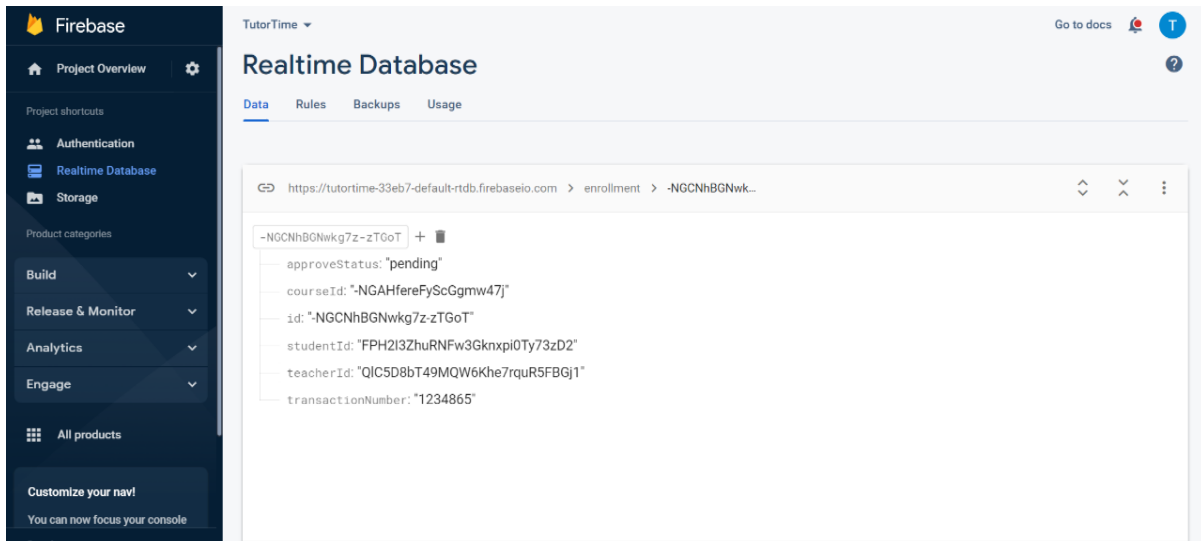 Firebase
Project Overview
Project shortcuts
Authentication
Realtime Database
Storage
Product categories
Build
Release & Monitor
Analytics
Engage
All products
Customize your nav!
You can now focus your console
TutorTime
Go to docs
T
Realtime Database
?
Data Rules Backups Usage
https://tutortime-33eb7-default-rtdb.firebaseio.com > enrollment > -NGCNhBGNwk...
-NGCNhBGNwkg7z-zTGoT
approveStatus: "pending"
courseId: "-NGAHfereFyScGgmw47j"
id: "-NGCNhBGNwkg7z-zTGoT"
studentId: "FPH2I3ZhuRNFw3Gknxpi0Ty73zD2"
teacherId: "QlC5D8bT49MQW6Khe7rquR5FBGj1"
transactionNumber: "1234865"